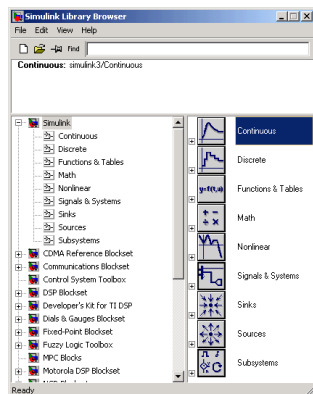 Simulink Library Browser
File Edit View Help
Find
Continuous: simulink3/Continuous
Simulink
Continuous
Discrete
Functions & Tables
Math
Nonlinear
Signals & Systems
Sinks
Sources
Subsystems
CDMA Reference Blockset
Communications Blockset
Control System Toolbox
DSP Blockset
Developer's Kit for TI DSP
Dials & Gauges Blockset
Fixed-Point Blockset
Fuzzy Logic Toolbox
MPC Blocks
Motorola DSP Blockset
Continuous
Discrete
y=f(t,u) Functions & Tables
Math
Nonlinear
Signals & Systems
Sinks
Sources
Subsystems
Ready